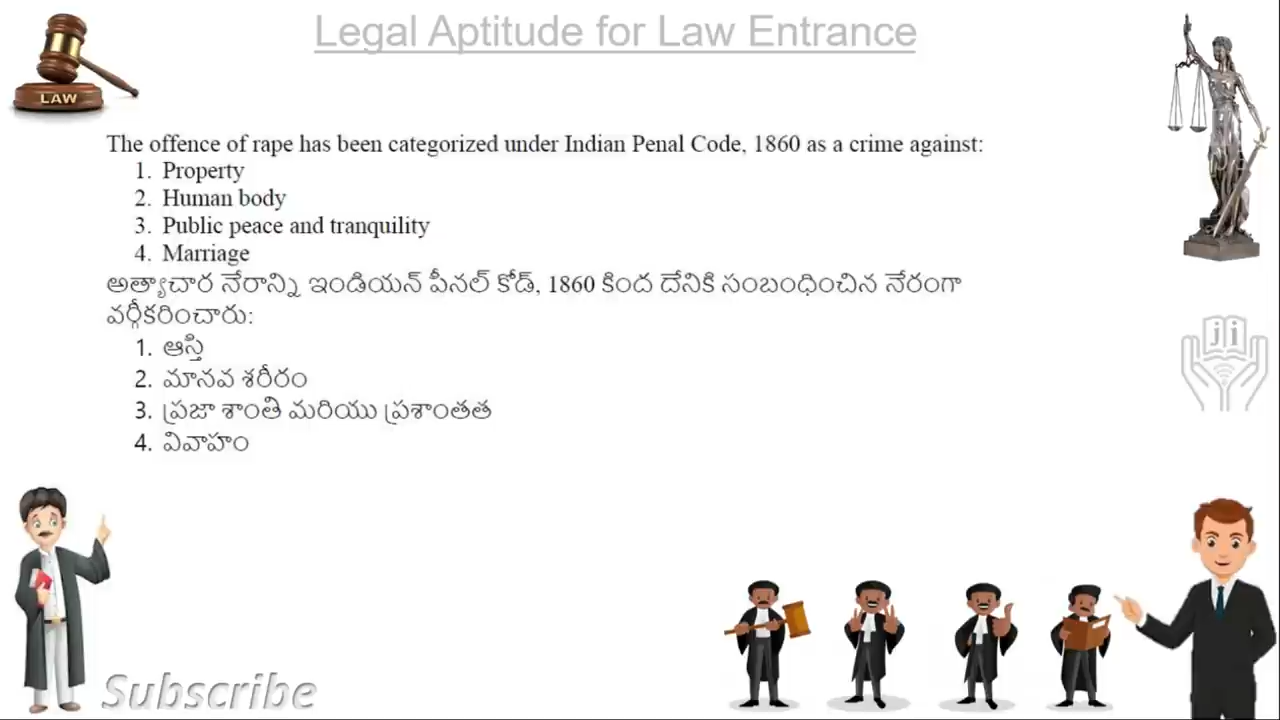 Legal Aptitude for Law Entrance
LAW
The offence of rape has been categorized under Indian Penal Code, 1860 as a crime against:
1. Property
2. Human body
3. Public peace and tranquility
4. Marriage
అత్యాచార నేరాన్ని ఇండియన్ పీనల్ కోడ్, 1860 కింద దేనికి సంబంధించిన నేరంగా
వర్గీకరించారు:
1. ఆస్తి
2. మానవ శరీరం
3. ప్రజా శాంతి మరియు ప్రశాంతత
4. వివాహం
ji
Subscribe